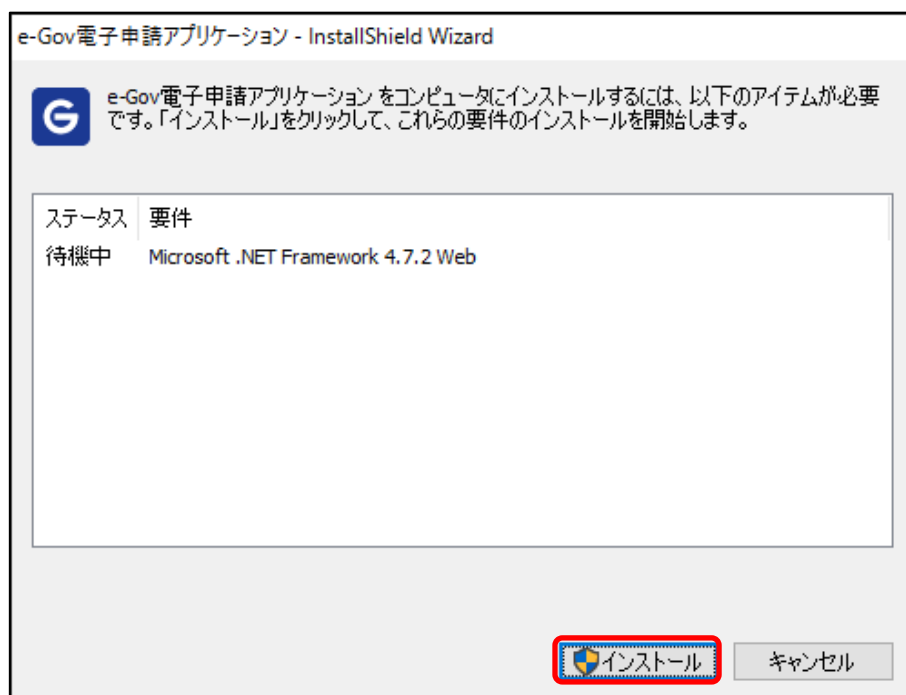 e-Gov電子申請アプリケーション - InstallShield Wizard
G
e-Gov電子申請アプリケーション をコンピュータにインストールするには、以下のアイテムが必要
です。「インストール」をクリックして、これらの要件のインストールを開始します。
ステータス 要件
待機中 Microsoft .NET Framework 4.7.2 Web
インストール キャンセル